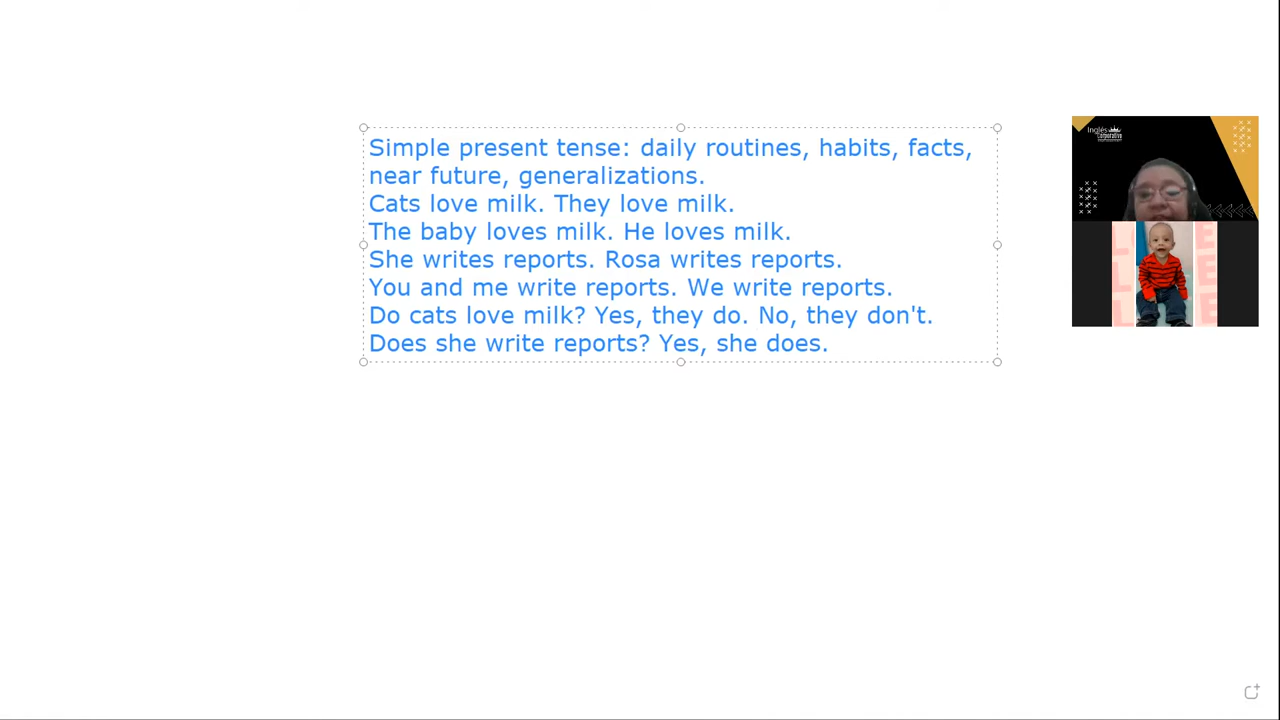 Simple present tense: daily routines, habits, facts,
near future, generalizations.
Cats love milk. They love milk.
The baby loves milk. He loves milk.
She writes reports. Rosa writes reports.
You and me write reports. We write reports.
Do cats love milk? Yes, they do. No, they don't.
Does she write reports? Yes, she does.
Inglés
Corporativo